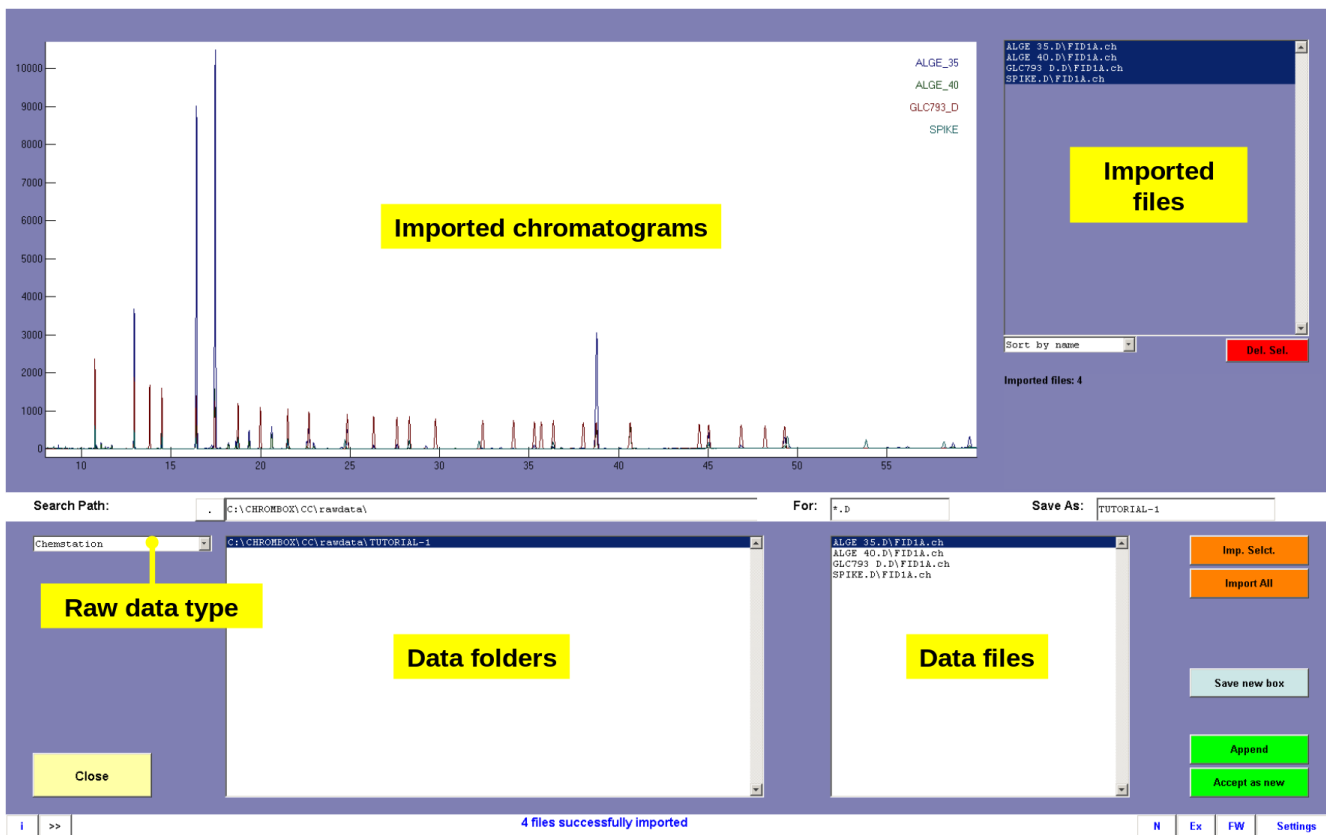 ALGE_35
ALGE_40
GLC793_D
SPIKE
10000
9000
8000
7000
6000
5000
4000
3000
2000
1000
0
10 15 20 25 30 35 40 45 50 55
Imported chromatograms
ALGE 35.D\FID1A.ch
ALGE 40.D\FID1A.ch
GLC793 D.D\FID1A.ch
SPIKE.D\FID1A.ch
Imported
files
Sort by name
Del. Sel.
Imported files: 4
Search Path:
.
C:\CHROMBOX\CC\rawdata\
For:
*.D
Save As:
TUTORIAL-1
Chemstation
Raw data type
C:\CHROMBOX\CC\rawdata\TUTORIAL-1
Data folders
ALGE 35.D\FID1A.ch
ALGE 40.D\FID1A.ch
GLC793 D.D\FID1A.ch
SPIKE.D\FID1A.ch
Data files
Imp. Selct.
Import All
Save new box
Append
Accept as new
Close
i
>>
4 files successfully imported
N
Ex
FW
Settings